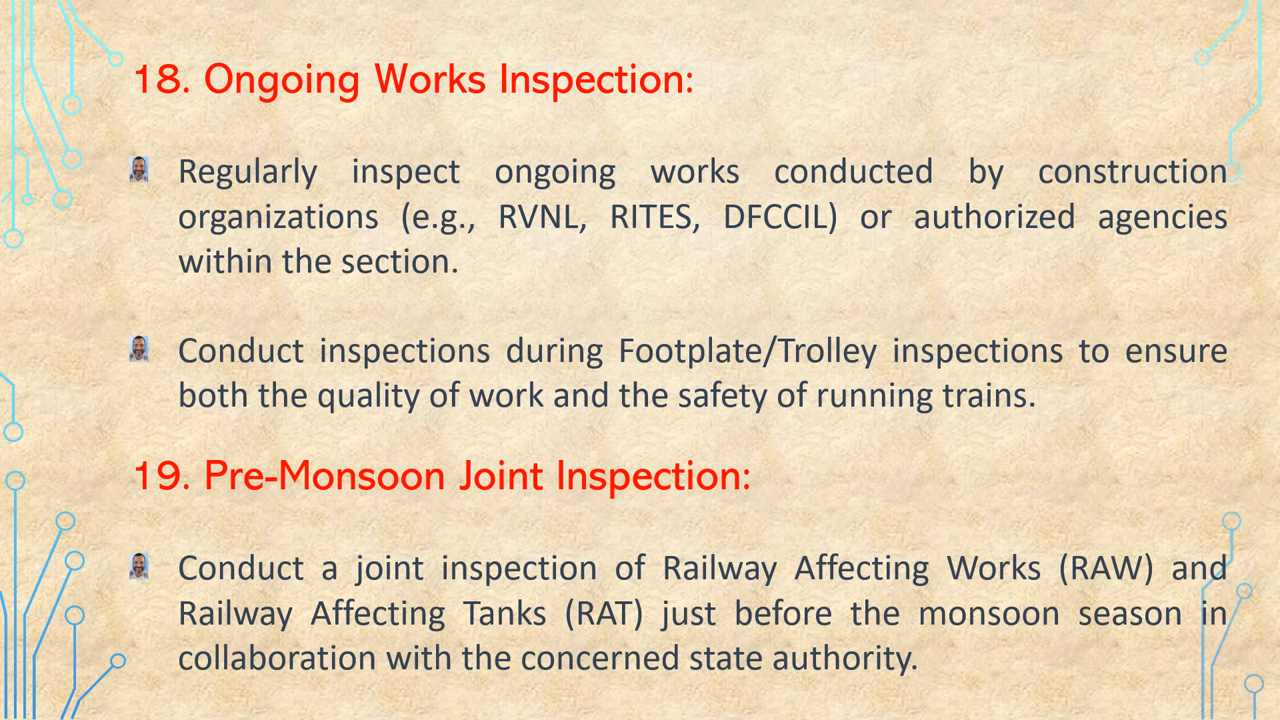 18. Ongoing Works Inspection:
Regularly inspect ongoing works conducted by construction
organizations (e.g., RVNL, RITES, DFCCIL) or authorized agencies
within the section.
Conduct inspections during Footplate/Trolley inspections to ensure
both the quality of work and the safety of running trains.
19. Pre-Monsoon Joint Inspection:
Conduct a joint inspection of Railway Affecting Works (RAW) and
Railway Affecting Tanks (RAT) just before the monsoon season in
collaboration with the concerned state authority.